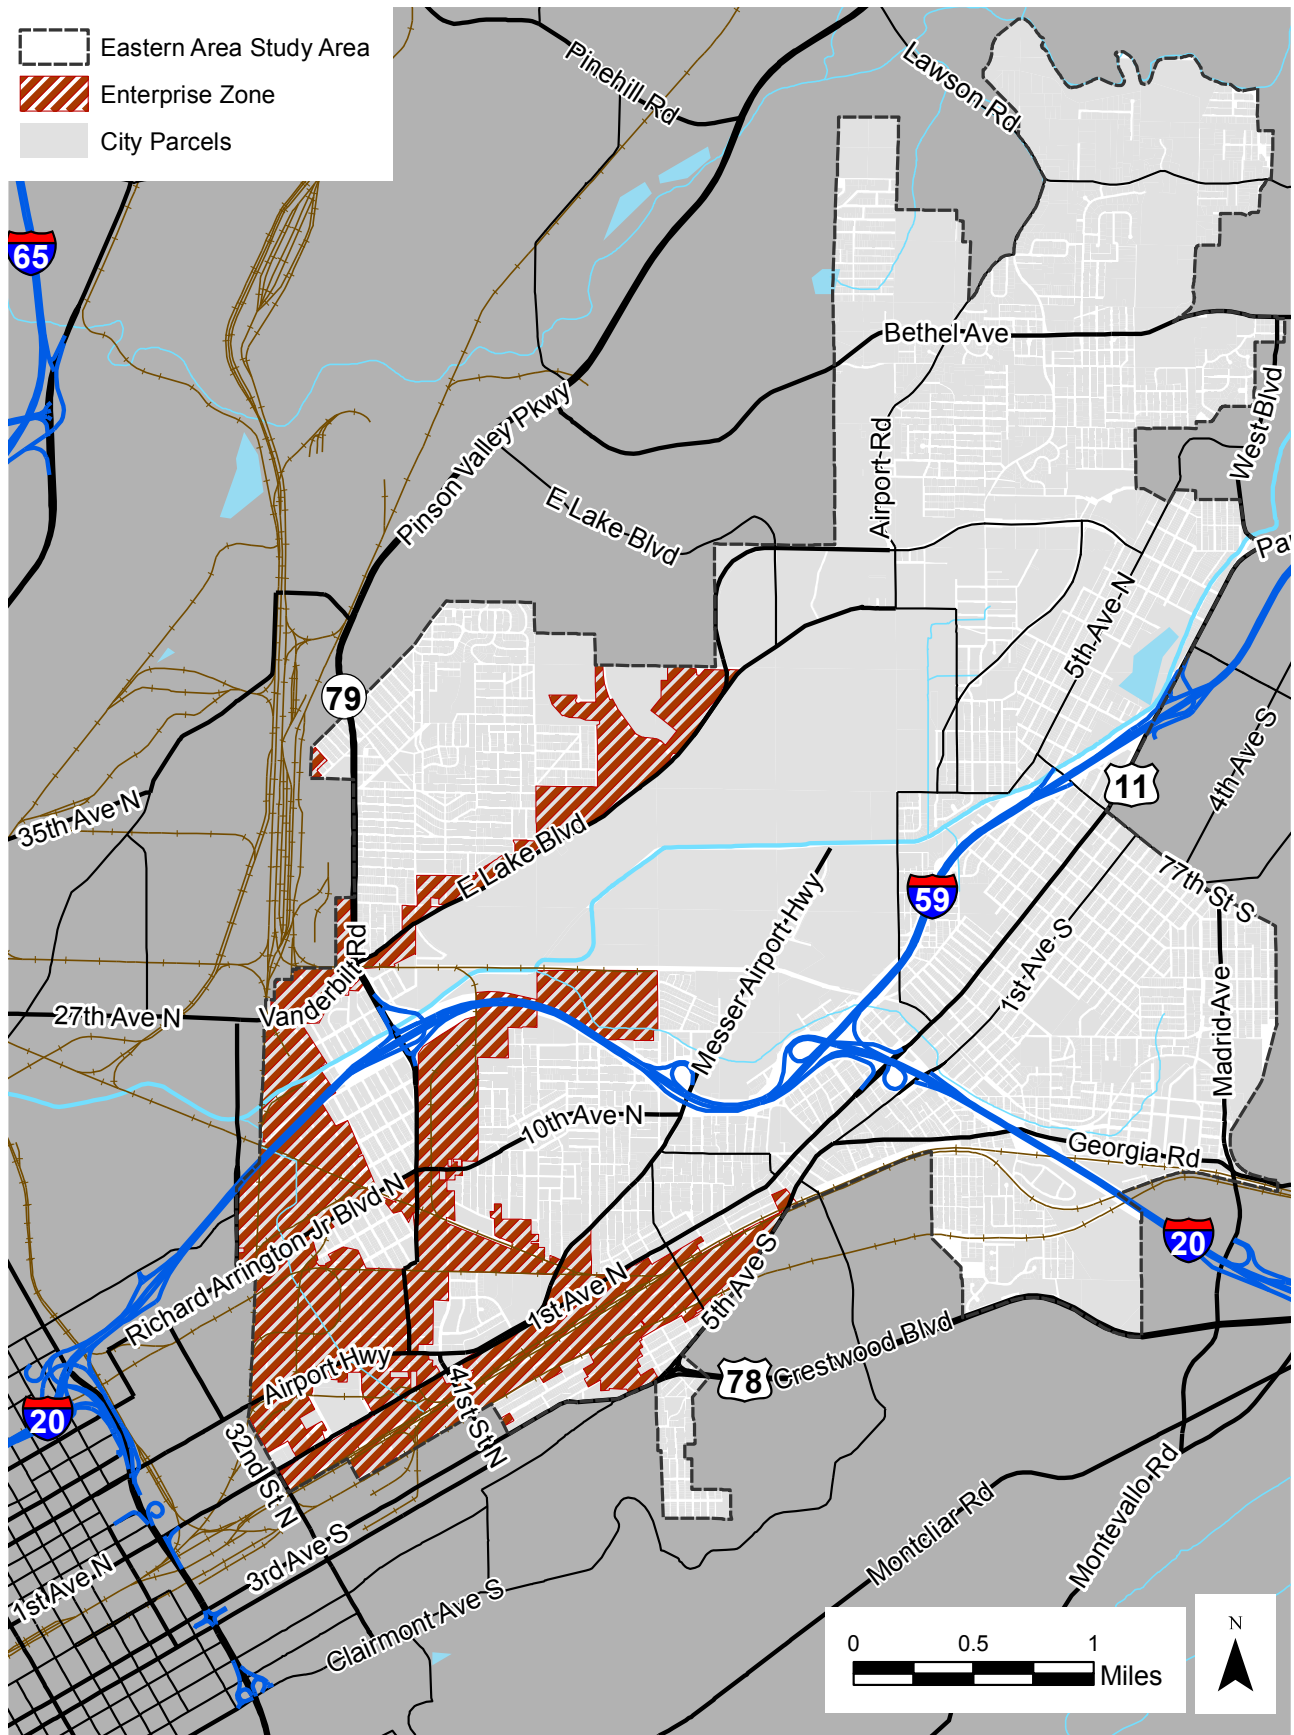 Eastern Area Study Area
Enterprise Zone
City Parcels
Pinehill Rd
Lawson Rd
65
Bethel Ave
West Blvd
Pinson Valley Pkwy
Airport Rd
E Lake Blvd
Par
5th Ave N
79
4th Ave S
11
35th Ave N
E Lake Blvd
77th St S
59
Messer Airport Hwy
1st Ave S
Vanderbilt Rd
27th Ave N
Madrid Ave
10th Ave N
Georgia Rd
Richard Arrington Jr Blvd N
20
5th Ave S
1st Ave N
Airport Hwy
78
Crestwood Blvd
41st St N
20
32nd St N
3rd Ave S
1st Ave N
Montcliar Rd
Montevallo Rd
Clairmont Ave S
0 0.5 1
Miles
N